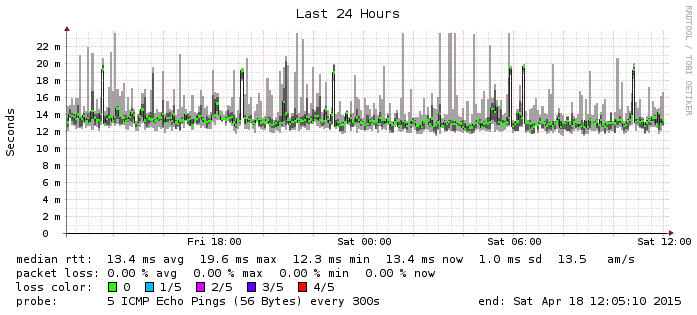 Last 24 Hours
RRDTOOL / TOBI OETIKER
Seconds
22 m
20 m
18 m
16 m
14 m
12 m
10 m
8 m
6 m
4 m
2 m
0
Fri 18:00 Sat 00:00 Sat 06:00 Sat 12:00
median rtt: 13.4 ms avg 19.6 ms max 12.3 ms min 13.4 ms now 1.0 ms sd 13.5 am/s
packet loss: 0.00 % avg 0.00 % max 0.00 % min 0.00 % now
loss color: 0 1/5 2/5 3/5 4/5
probe: 5 ICMP Echo Pings (56 Bytes) every 300s end: Sat Apr 18 12:05:10 2015